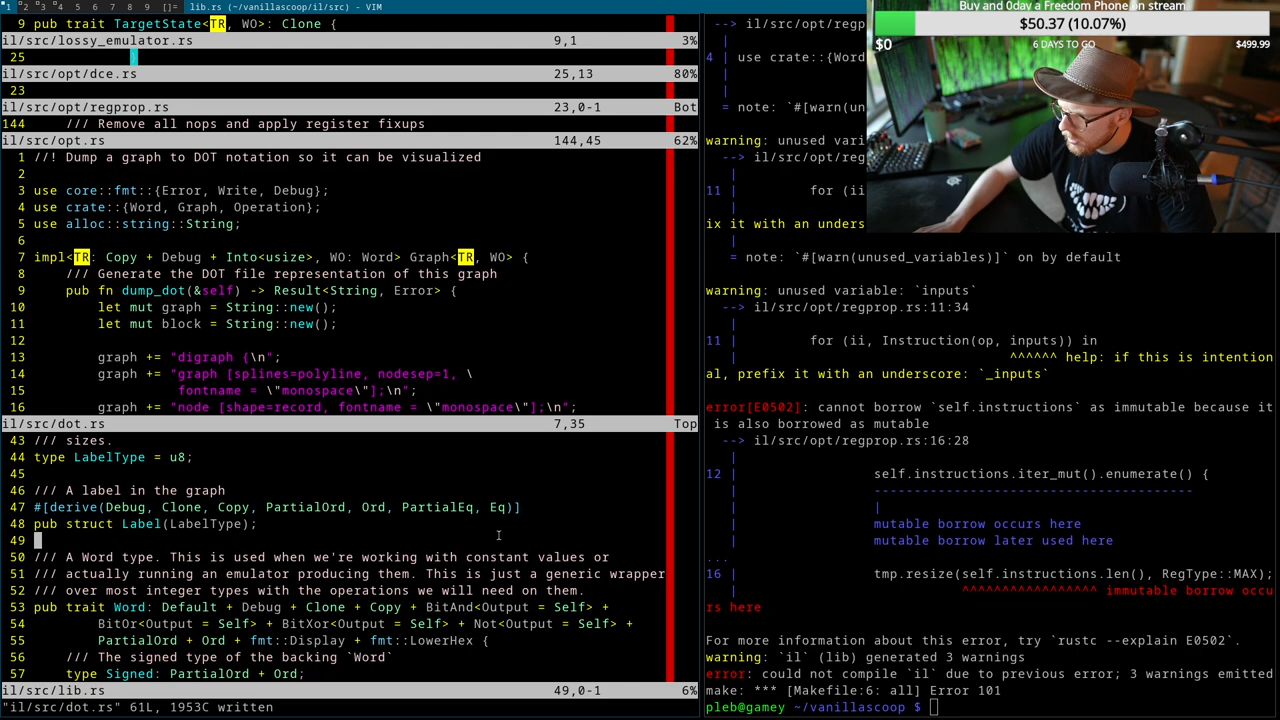 1 2 3 4 5 6 7 8 9 []= lib.rs (~/vanillascoop/il/src) - VIM
9 pub trait TargetState<TR, WO>: Clone {
il/src/lossy_emulator.rs 9,1 3%
25 }
il/src/opt/dce.rs 25,13 80%
23
il/src/opt/regprop.rs 23,0-1 Bot
144 /// Remove all nops and apply register fixups
il/src/opt.rs 144,45 62%
1 //! Dump a graph to DOT notation so it can be visualized
2
3 use core::fmt::{Error, Write, Debug};
4 use crate::{Word, Graph, Operation};
5 use alloc::string::String;
6
7 impl<TR: Copy + Debug + Into<usize>, WO: Word> Graph<TR, WO> {
8 /// Generate the DOT file representation of this graph
9 pub fn dump_dot(&self) -> Result<String, Error> {
10 let mut graph = String::new();
11 let mut block = String::new();
12
13 graph += "digraph {\n";
14 graph += "graph [splines=polyline, nodesep=1, \
15 fontname = \"monospace\"];\n";
16 graph += "node [shape=record, fontname = \"monospace\"];\n";
il/src/dot.rs 7,35 Top
43 /// sizes.
44 type LabelType = u8;
45
46 /// A label in the graph
47 #[derive(Debug, Clone, Copy, PartialOrd, Ord, PartialEq, Eq)]
48 pub struct Label(LabelType);
49
50 /// A Word type. This is used when we're working with constant values or
51 /// actually running an emulator producing them. This is just a generic wrapper
52 /// over most integer types with the operations we will need on them.
53 pub trait Word: Default + Debug + Clone + Copy + BitAnd<Output = Self> +
54 BitOr<Output = Self> + BitXor<Output = Self> + Not<Output = Self> +
55 PartialOrd + Ord + fmt::Display + fmt::LowerHex {
56 /// The signed type of the backing `Word`
57 type Signed: PartialOrd + Ord;
il/src/lib.rs 49,0-1 6%
"il/src/dot.rs" 61L, 1953C written
--> il/src/op
|
4 | use crate::{Word
|
|
= note: `#[warn(un
warning: unused vari
--> il/src/opt/reg
|
11 | for (ii
ix it with an unders
|
= note: `#[warn(unused_variables)]` on by default
warning: unused variable: `inputs`
--> il/src/opt/regprop.rs:11:34
|
11 | for (ii, Instruction(op, inputs)) in
| ^^^^^^ help: if this is intention
al, prefix it with an underscore: `_inputs`
error[E0502]: cannot borrow `self.instructions` as immutable because it
is also borrowed as mutable
--> il/src/opt/regprop.rs:16:28
|
12 | self.instructions.iter_mut().enumerate() {
| ----------------------------------------
| |
| mutable borrow occurs here
| mutable borrow later used here
...
16 | tmp.resize(self.instructions.len(), RegType::MAX);
| ^^^^^^^^^^^^^^^^^ immutable borrow occu
rs here
For more information about this error, try `rustc --explain E0502`.
warning: `il` (lib) generated 3 warnings
error: could not compile `il` due to previous error; 3 warnings emitted
make: *** [Makefile:6: all] Error 101
pleb@gamey ~/vanillascoop $
Buy and 0day a Freedom Phone on stream
$50.37 (10.07%)
$0 6 DAYS TO GO $499.99